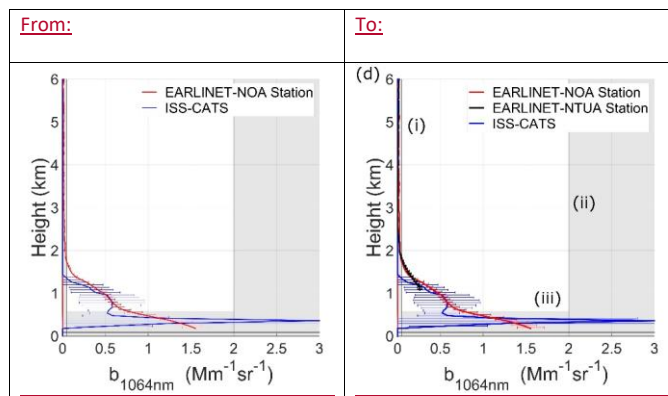 From:
To:
EARLINET-NOA Station
ISS-CATS
Height (km)
6
5
4
3
2
1
0
0
0.5
1
1.5
2
2.5
3
b1064nm (Mm-1sr-1)
(d)
EARLINET-NOA Station
EARLINET-NTUA Station
ISS-CATS
(i)
(ii)
(iii)
Height (km)
6
5
4
3
2
1
0
0
0.5
1
1.5
2
2.5
3
b1064nm (Mm-1sr-1)